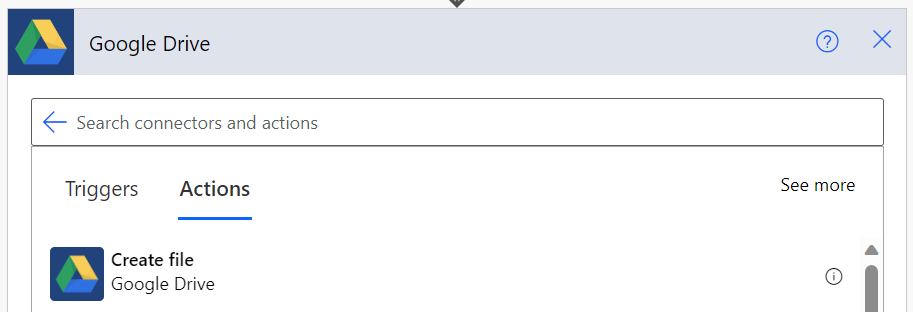 Google Drive
Search connectors and actions
Triggers
Actions
See more
Create file
Google Drive